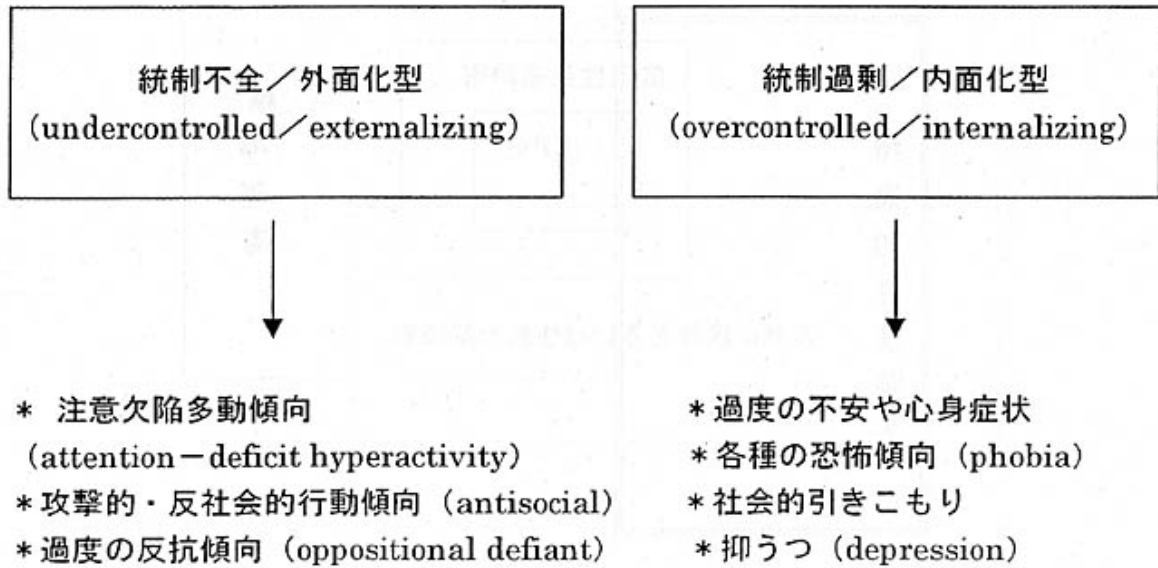 統制不全／外面化型
(undercontrolled／externalizing)
統制過剰／内面化型
(overcontrolled／internalizing)
＊ 注意欠陥多動傾向
(attention－deficit hyperactivity)
＊攻撃的・反社会的行動傾向（antisocial）
＊過度の反抗傾向（oppositional defiant）
＊過度の不安や心身症状
＊各種の恐怖傾向（phobia）
＊社会的引きこもり
＊抑うつ（depression）